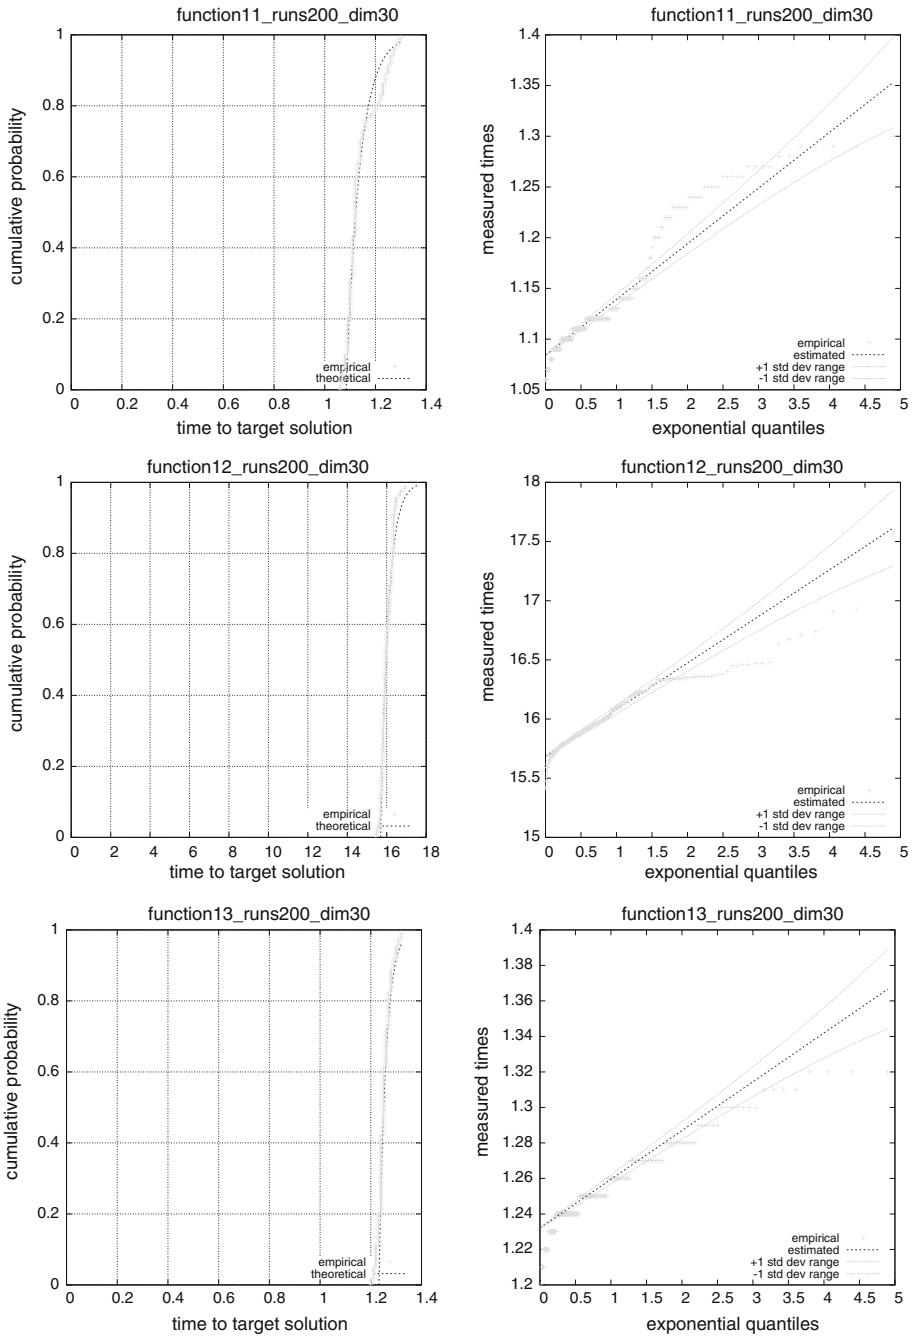 function11_runs200_dim30
1
0.8
0.6
0.4
0.2
0
cumulative probability
empirical
theoretical
0 0.2 0.4 0.6 0.8 1 1.2 1.4
time to target solution
function11_runs200_dim30
1.4
1.35
1.3
1.25
1.2
1.15
1.1
1.05
measured times
empirical
estimated
+1 std dev range
-1 std dev range
0 0.5 1 1.5 2 2.5 3 3.5 4 4.5 5
exponential quantiles
function12_runs200_dim30
1
0.8
0.6
0.4
0.2
0
cumulative probability
empirical
theoretical
0 2 4 6 8 10 12 14 16 18
time to target solution
function12_runs200_dim30
18
17.5
17
16.5
16
15.5
15
measured times
empirical
estimated
+1 std dev range
-1 std dev range
0 0.5 1 1.5 2 2.5 3 3.5 4 4.5 5
exponential quantiles
function13_runs200_dim30
1
0.8
0.6
0.4
0.2
0
cumulative probability
empirical
theoretical
0 0.2 0.4 0.6 0.8 1 1.2 1.4
time to target solution
function13_runs200_dim30
1.4
1.38
1.36
1.34
1.32
1.3
1.28
1.26
1.24
1.22
1.2
measured times
empirical
estimated
+1 std dev range
-1 std dev range
0 0.5 1 1.5 2 2.5 3 3.5 4 4.5 5
exponential quantiles